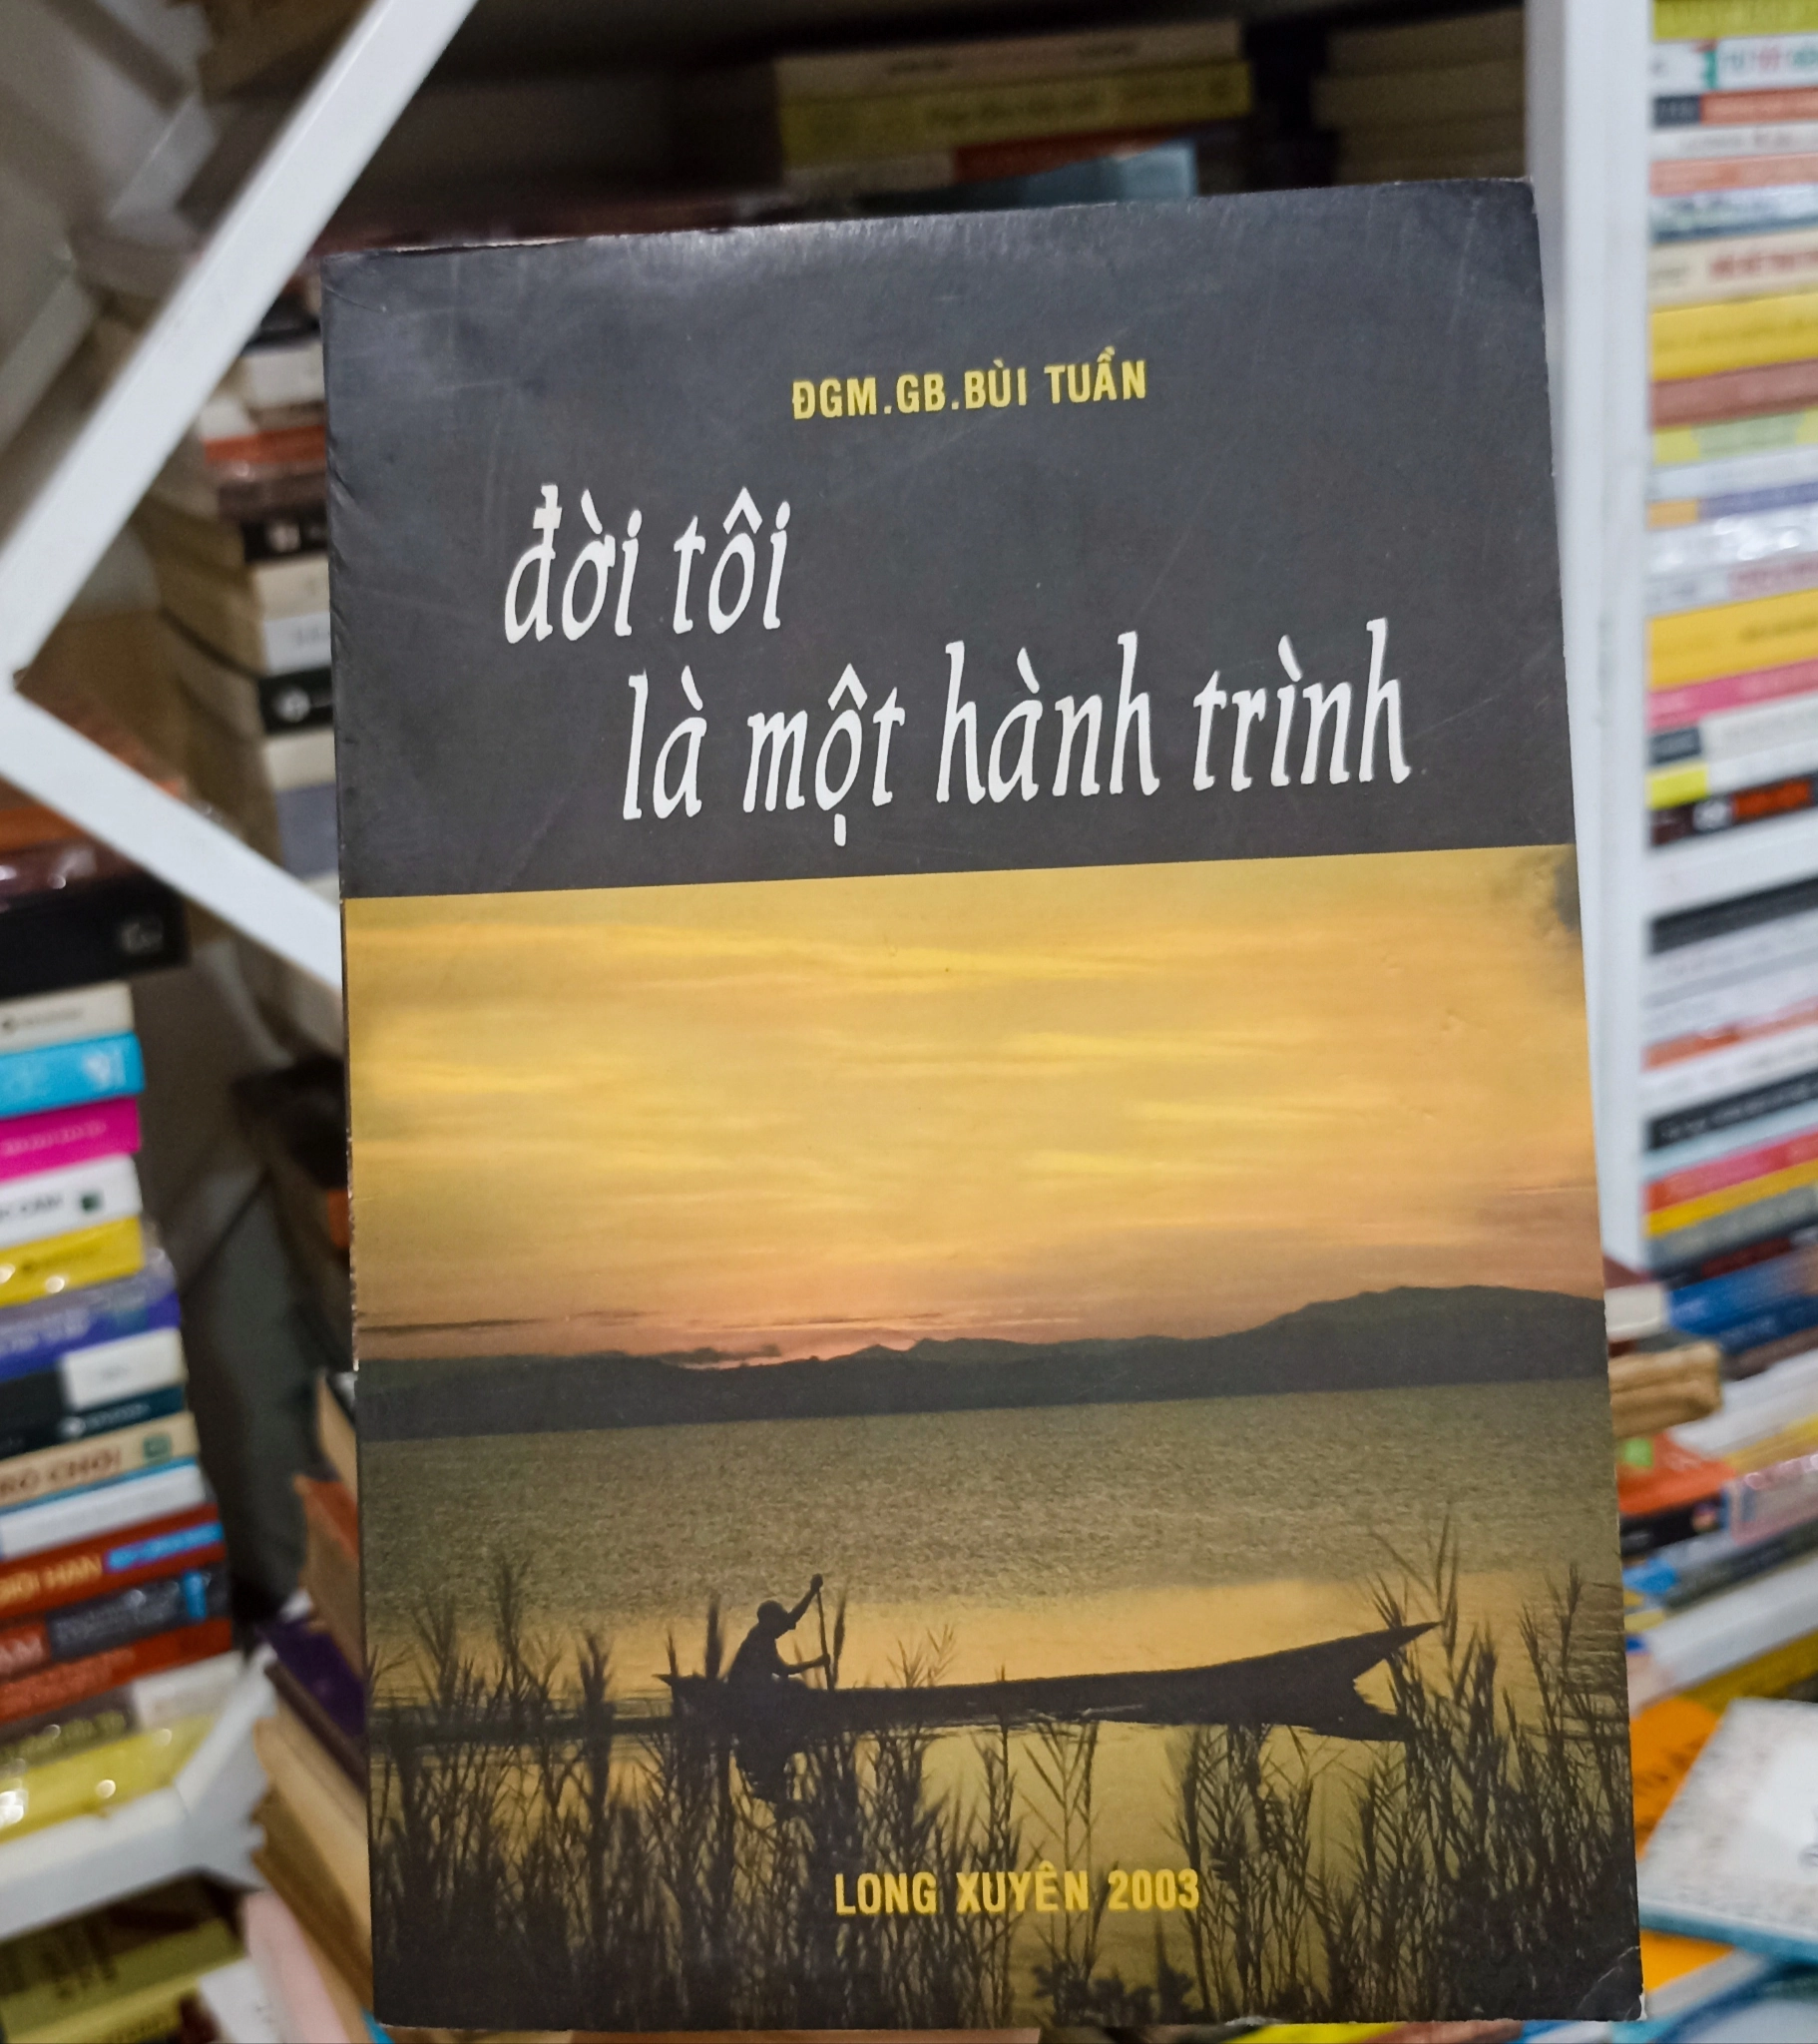 ĐGM.GB.BÙI TUẦN
đời tôi
là một hành trình
LONG XUYÊN 2003